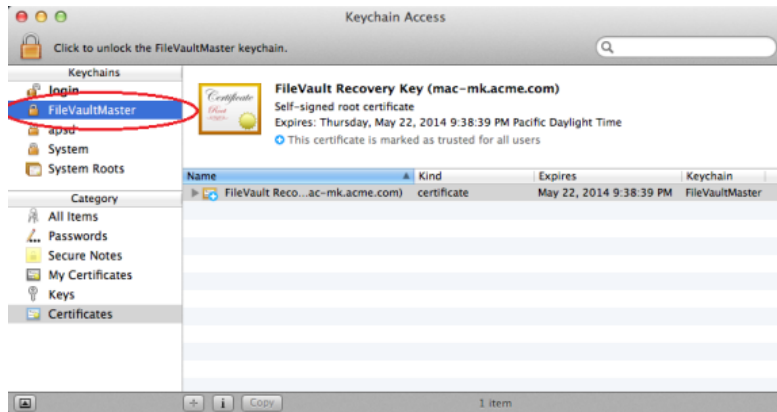 Keychain Access
Click to unlock the FileVaultMaster keychain.
Keychains
login
FileVaultMaster
apsd
System
System Roots
Category
All Items
Passwords
Secure Notes
My Certificates
Keys
Certificates
Certificate
Root
FileVault Recovery Key (mac-mk.acme.com)
Self-signed root certificate
Expires: Thursday, May 22, 2014 9:38:39 PM Pacific Daylight Time
This certificate is marked as trusted for all users
Name Kind Expires Keychain
FileVault Reco...ac-mk.acme.com) certificate May 22, 2014 9:38:39 PM FileVaultMaster
Copy
1 item